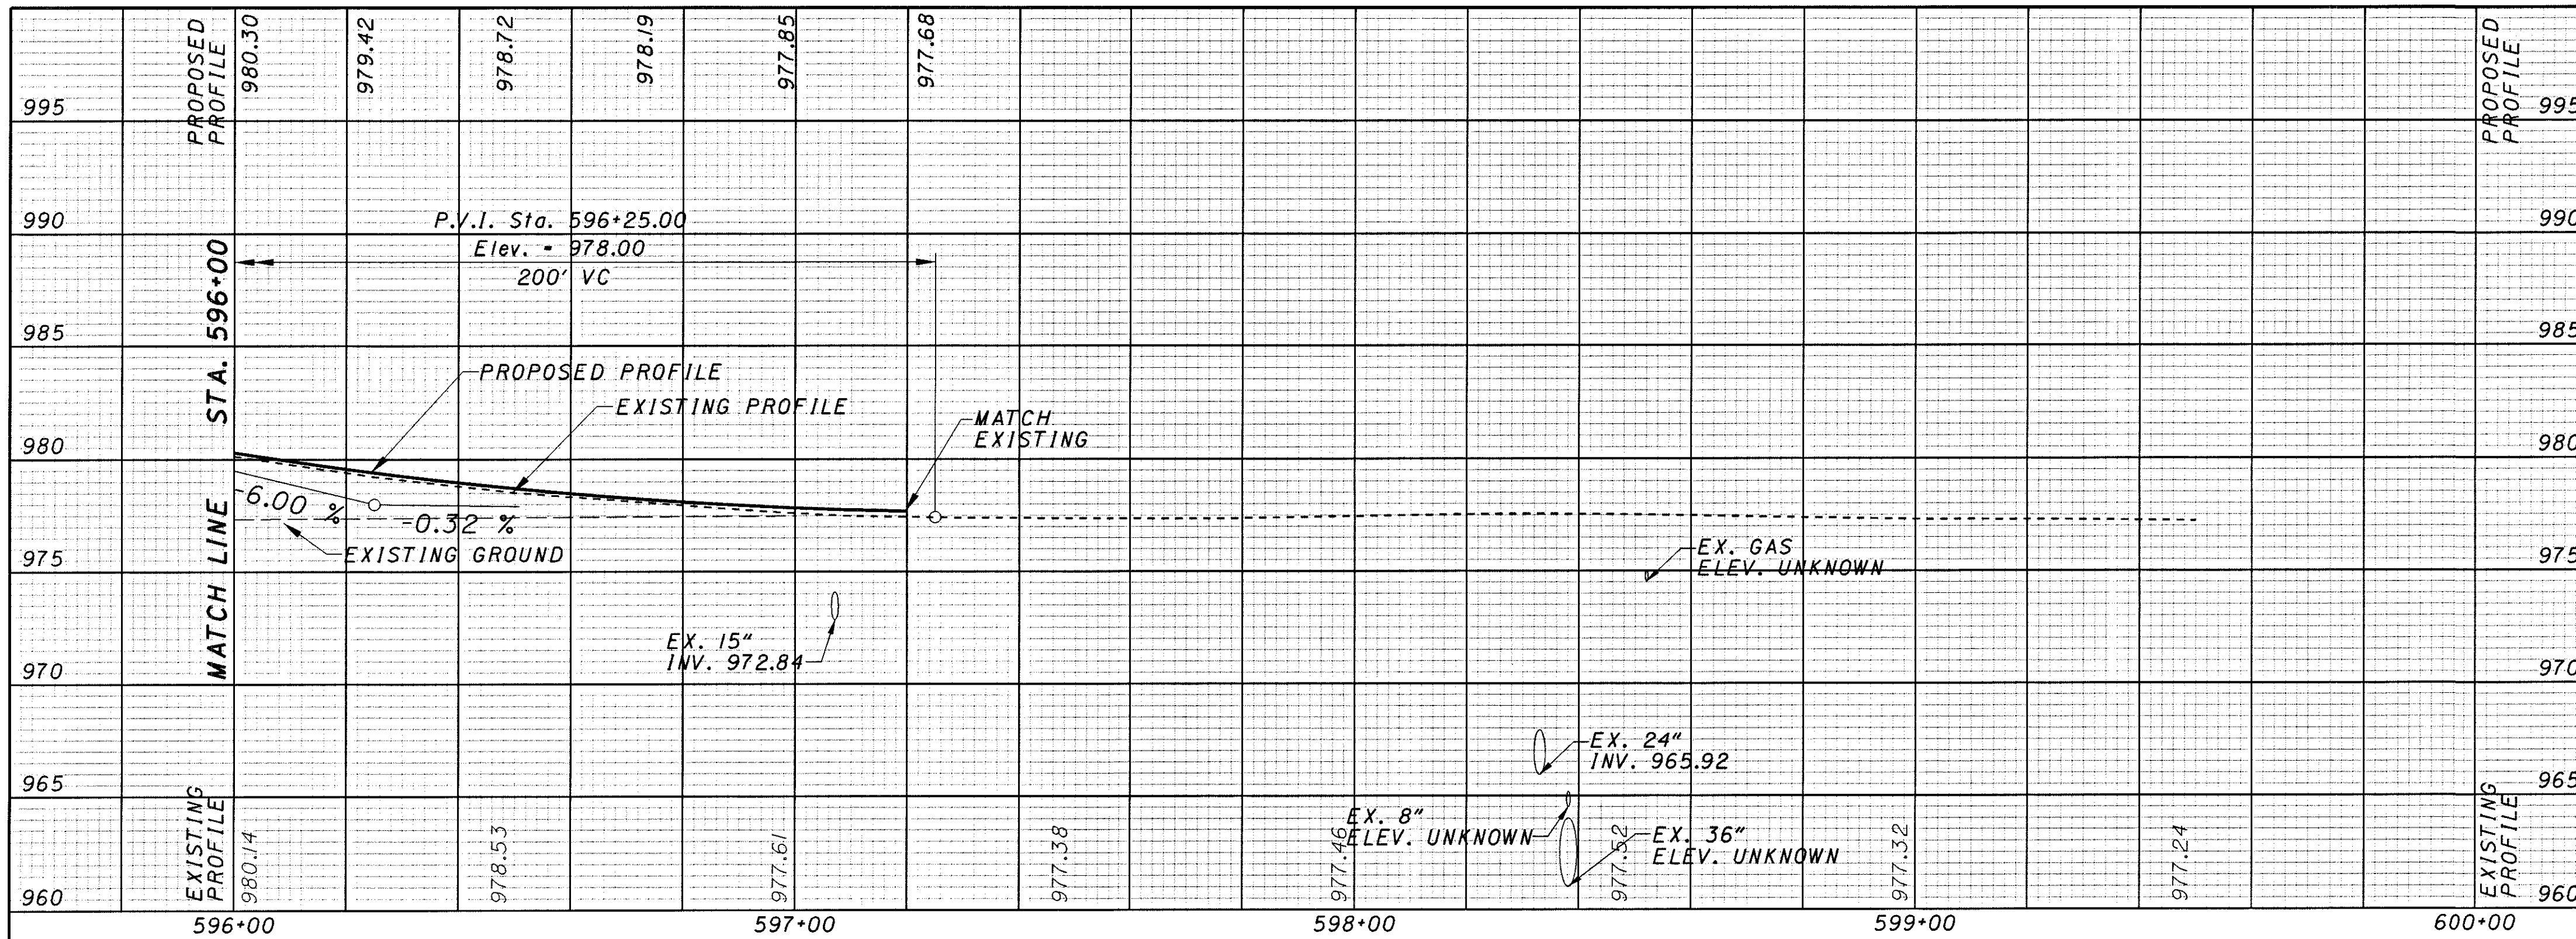 PROPOSED
PROFILE
980.30
979.42
978.72
978.19
977.85
977.68
PROPOSED
PROFILE
995
995
990
990
P.V.I. Sta. 596+25.00
Elev. = 978.00
200' VC
985
985
MATCH LINE STA. 596+00
PROPOSED PROFILE
EXISTING PROFILE
MATCH
EXISTING
980
980
-6.00 %
-0.32 %
EXISTING GROUND
975
975
EX. GAS
ELEV. UNKNOWN
EX. 15"
INV. 972.84
970
970
EX. 24"
INV. 965.92
965
965
EX. 8"
ELEV. UNKNOWN
EX. 36"
ELEV. UNKNOWN
EXISTING
PROFILE
980.14
978.53
977.61
977.38
977.46
977.52
977.32
977.24
EXISTING
PROFILE
960
960
596+00
597+00
598+00
599+00
600+00